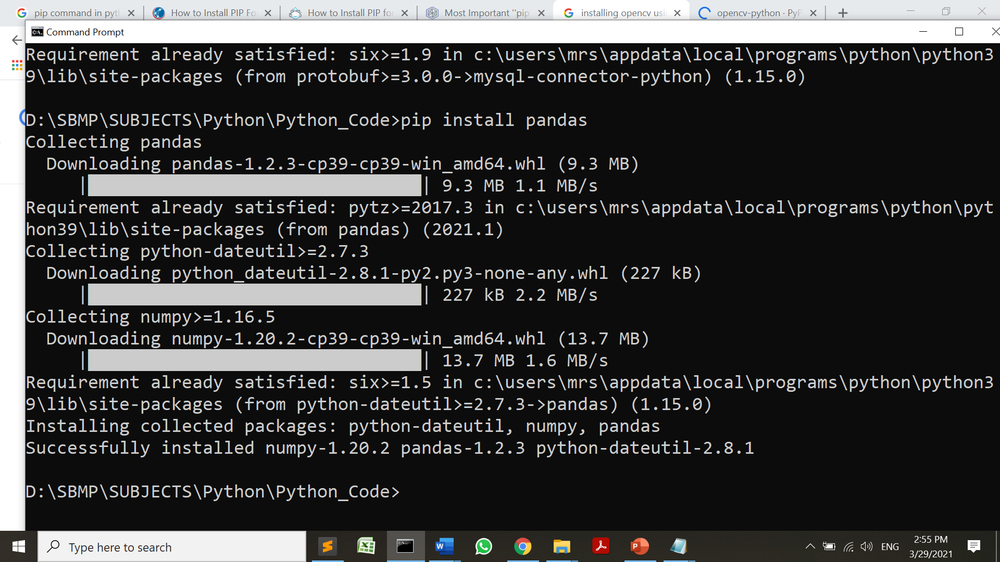 pip command in pyth
How to Install PIP Fo
How to Install PIP for
Most Important "pip
installing opencv usi
opencv-python · PyP
Command Prompt
Requirement already satisfied: six>=1.9 in c:\users\mrs\appdata\local\programs\python\python3
9\lib\site-packages (from protobuf>=3.0.0->mysql-connector-python) (1.15.0)
D:\SBMP\SUBJECTS\Python\Python_Code>pip install pandas
Collecting pandas
Downloading pandas-1.2.3-cp39-cp39-win_amd64.whl (9.3 MB)
| | 9.3 MB 1.1 MB/s
Requirement already satisfied: pytz>=2017.3 in c:\users\mrs\appdata\local\programs\python\pyt
hon39\lib\site-packages (from pandas) (2021.1)
Collecting python-dateutil>=2.7.3
Downloading python_dateutil-2.8.1-py2.py3-none-any.whl (227 kB)
| | 227 kB 2.2 MB/s
Collecting numpy>=1.16.5
Downloading numpy-1.20.2-cp39-cp39-win_amd64.whl (13.7 MB)
| | 13.7 MB 1.6 MB/s
Requirement already satisfied: six>=1.5 in c:\users\mrs\appdata\local\programs\python\python3
9\lib\site-packages (from python-dateutil>=2.7.3->pandas) (1.15.0)
Installing collected packages: python-dateutil, numpy, pandas
Successfully installed numpy-1.20.2 pandas-1.2.3 python-dateutil-2.8.1
D:\SBMP\SUBJECTS\Python\Python_Code>
Type here to search
ENG
2:55 PM
3/29/2021